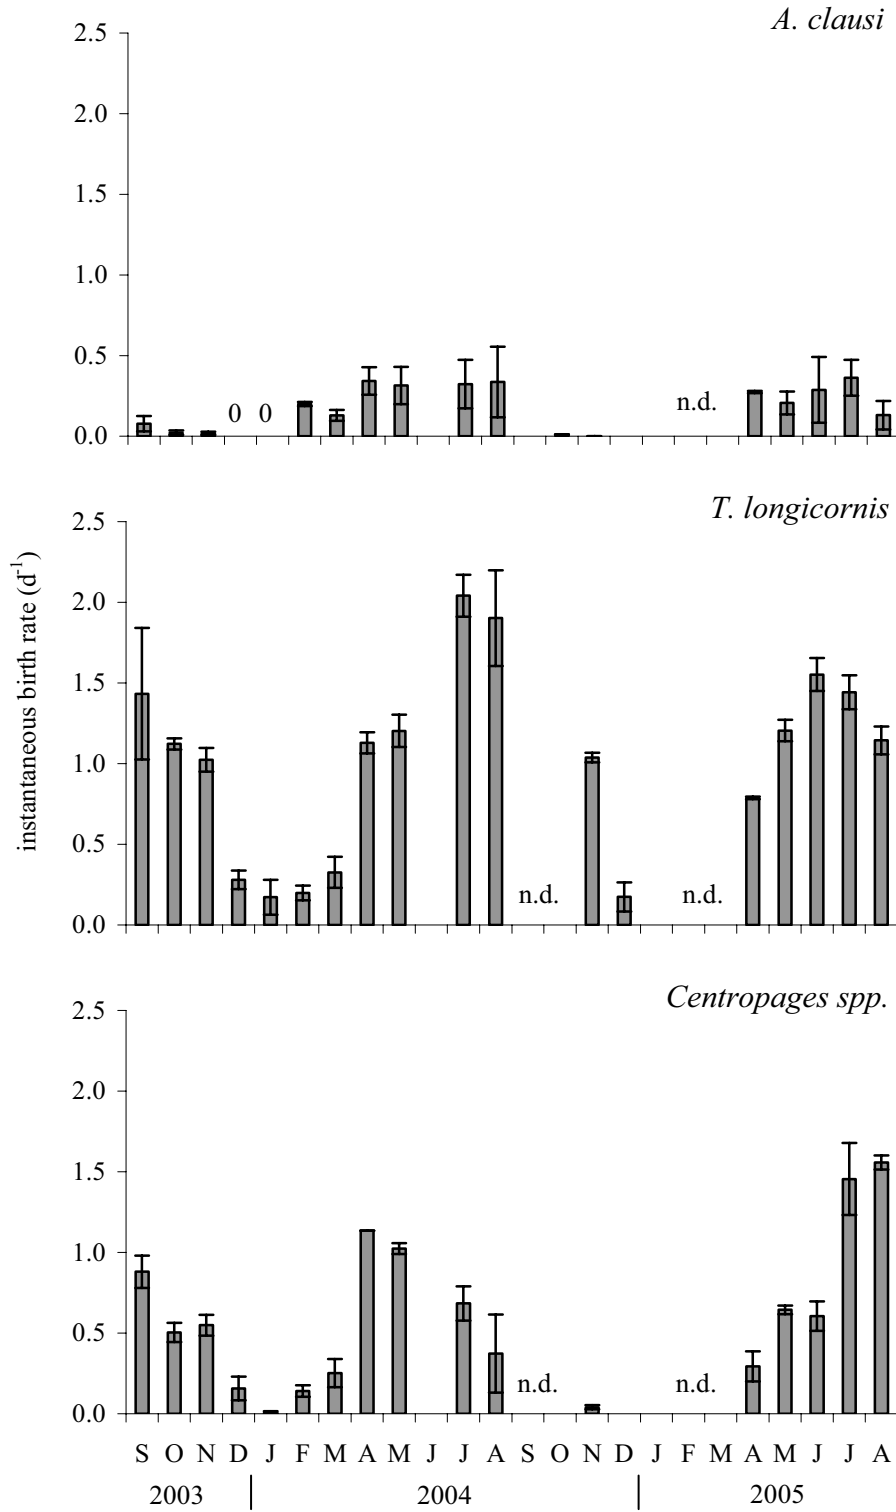 A. clausi
2.5
2.0
1.5
1.0
0.5
0.0
0 0
n.d.
T. longicornis
2.5
2.0
1.5
1.0
0.5
0.0
n.d.
n.d.
instantaneous birth rate (d-1)
Centropages spp.
2.5
2.0
1.5
1.0
0.5
0.0
n.d.
n.d.
S O N D J F M A M J J A S O N D J F M A M J J A
2003 2004 2005